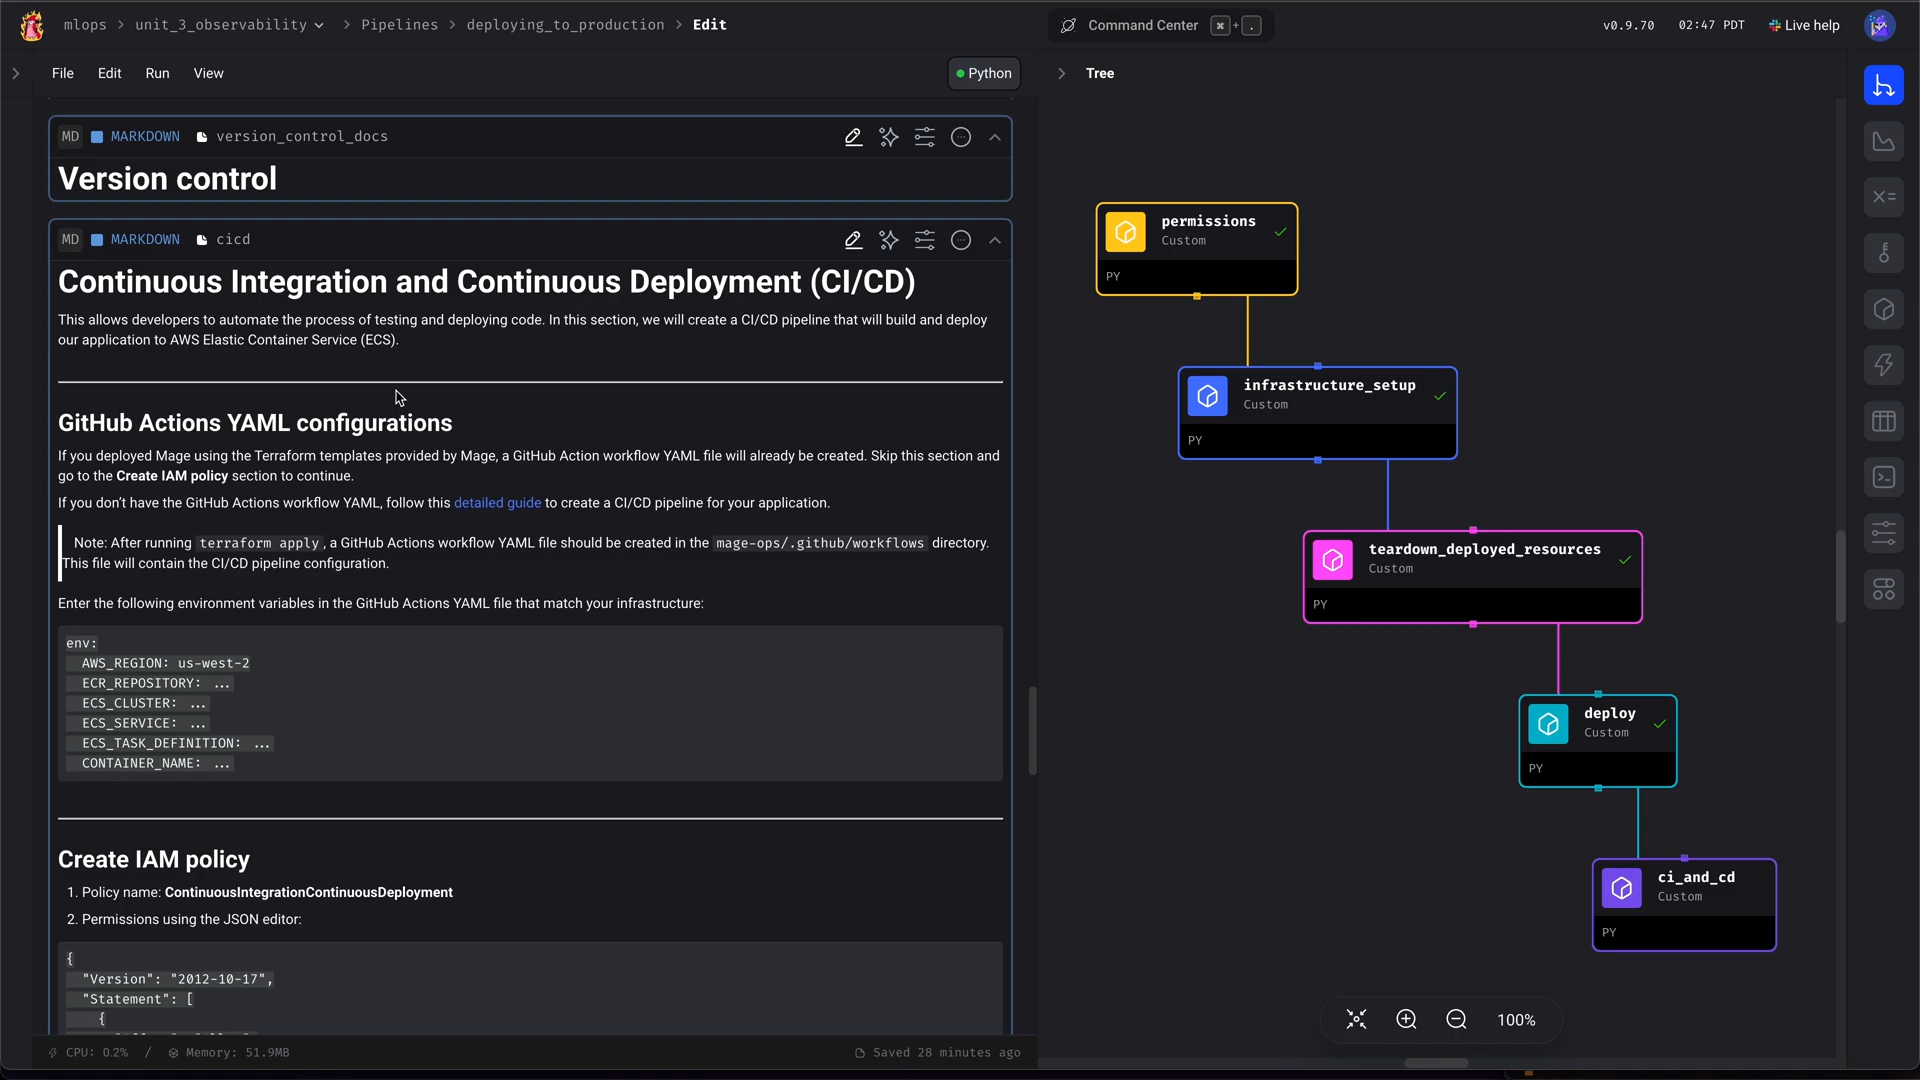 mlops > unit_3_observability > Pipelines > deploying_to_production > Edit
Command Center ⌘ + .
v0.9.70 02:47 PDT Live help
File Edit Run View
Python
Tree
MD MARKDOWN version_control_docs
Version control
MD MARKDOWN cicd
Continuous Integration and Continuous Deployment (CI/CD)
This allows developers to automate the process of testing and deploying code. In this section, we will create a CI/CD pipeline that will build and deploy
our application to AWS Elastic Container Service (ECS).
GitHub Actions YAML configurations
If you deployed Mage using the Terraform templates provided by Mage, a GitHub Action workflow YAML file will already be created. Skip this section and
go to the Create IAM policy section to continue.
If you don't have the GitHub Actions workflow YAML, follow this detailed guide to create a CI/CD pipeline for your application.
Note: After running terraform apply, a GitHub Actions workflow YAML file should be created in the mage-ops/.github/workflows directory.
This file will contain the CI/CD pipeline configuration.
Enter the following environment variables in the GitHub Actions YAML file that match your infrastructure:
env:
AWS_REGION: us-west-2
ECR_REPOSITORY: ...
ECS_CLUSTER: ...
ECS_SERVICE: ...
ECS_TASK_DEFINITION: ...
CONTAINER_NAME: ...
Create IAM policy
1. Policy name: ContinuousIntegrationContinuousDeployment
2. Permissions using the JSON editor:
{
"Version": "2012-10-17",
"Statement": [
{
CPU: 0.2% / Memory: 51.9MB
Saved 28 minutes ago
permissions
Custom
PY
infrastructure_setup
Custom
PY
teardown_deployed_resources
Custom
PY
deploy
Custom
PY
ci_and_cd
Custom
PY
100%